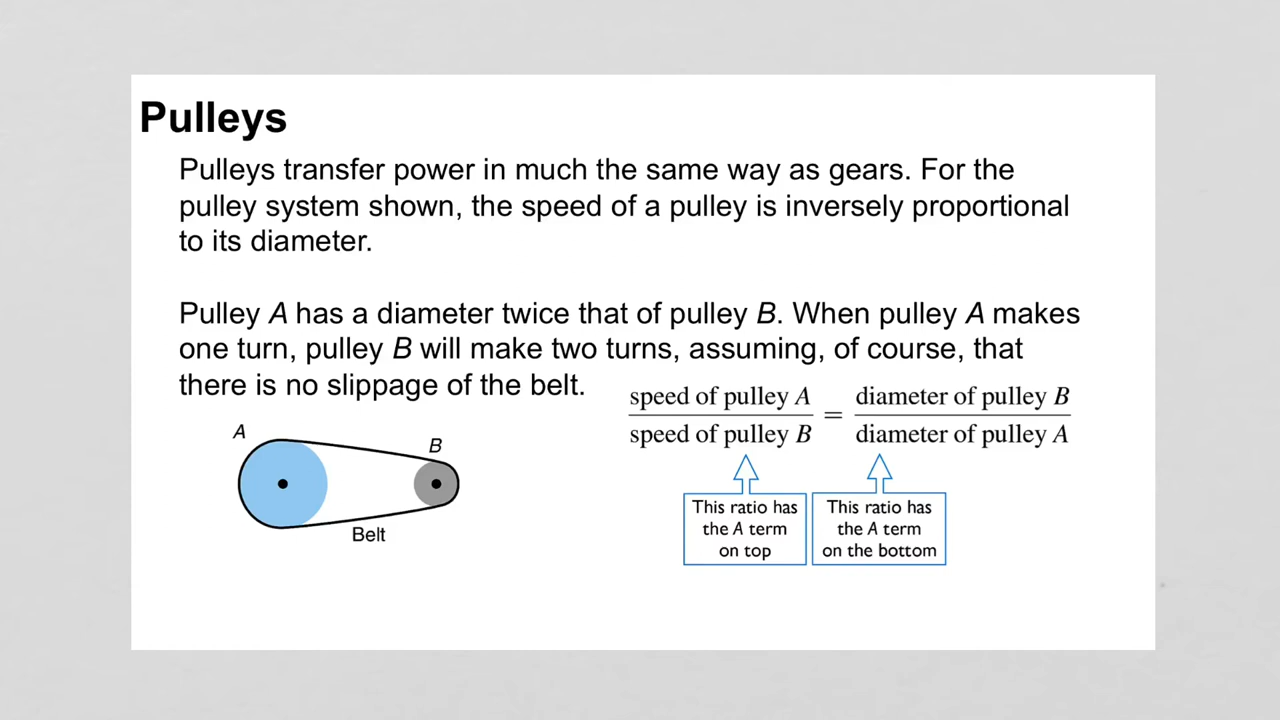 Pulleys
Pulleys transfer power in much the same way as gears. For the
pulley system shown, the speed of a pulley is inversely proportional
to its diameter.
Pulley A has a diameter twice that of pulley B. When pulley A makes
one turn, pulley B will make two turns, assuming, of course, that
there is no slippage of the belt.
speed of pulley A
speed of pulley B
=
diameter of pulley B
diameter of pulley A
A
B
Belt
This ratio has
the A term
on top
This ratio has
the A term
on the bottom